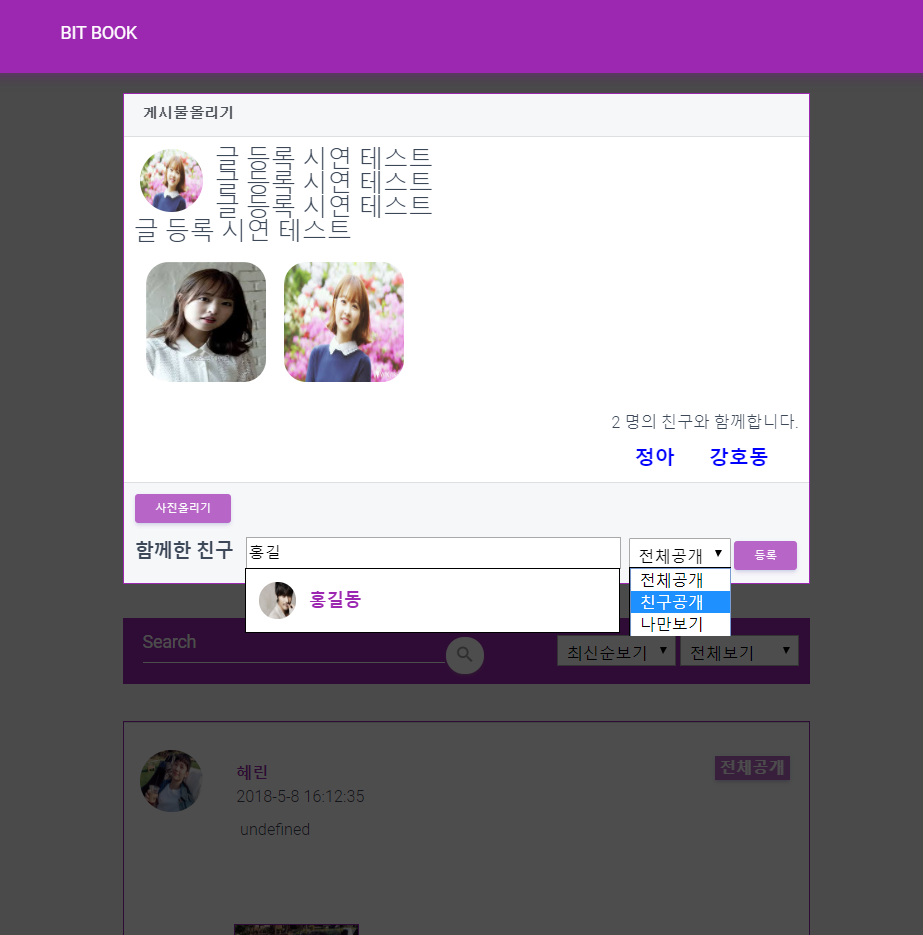 BIT BOOK
게시물올리기
글 등록 시연 테스트
글 등록 시연 테스트
글 등록 시연 테스트
글 등록 시연 테스트
2 명의 친구와 함께합니다.
정아 강호동
사진올리기
함께한 친구 홍길 전체공개 등록
홍길동
전체공개
친구공개
나만보기
Search 최신순보기 전체보기
혜린 전체공개
2018-5-8 16:12:35
undefined